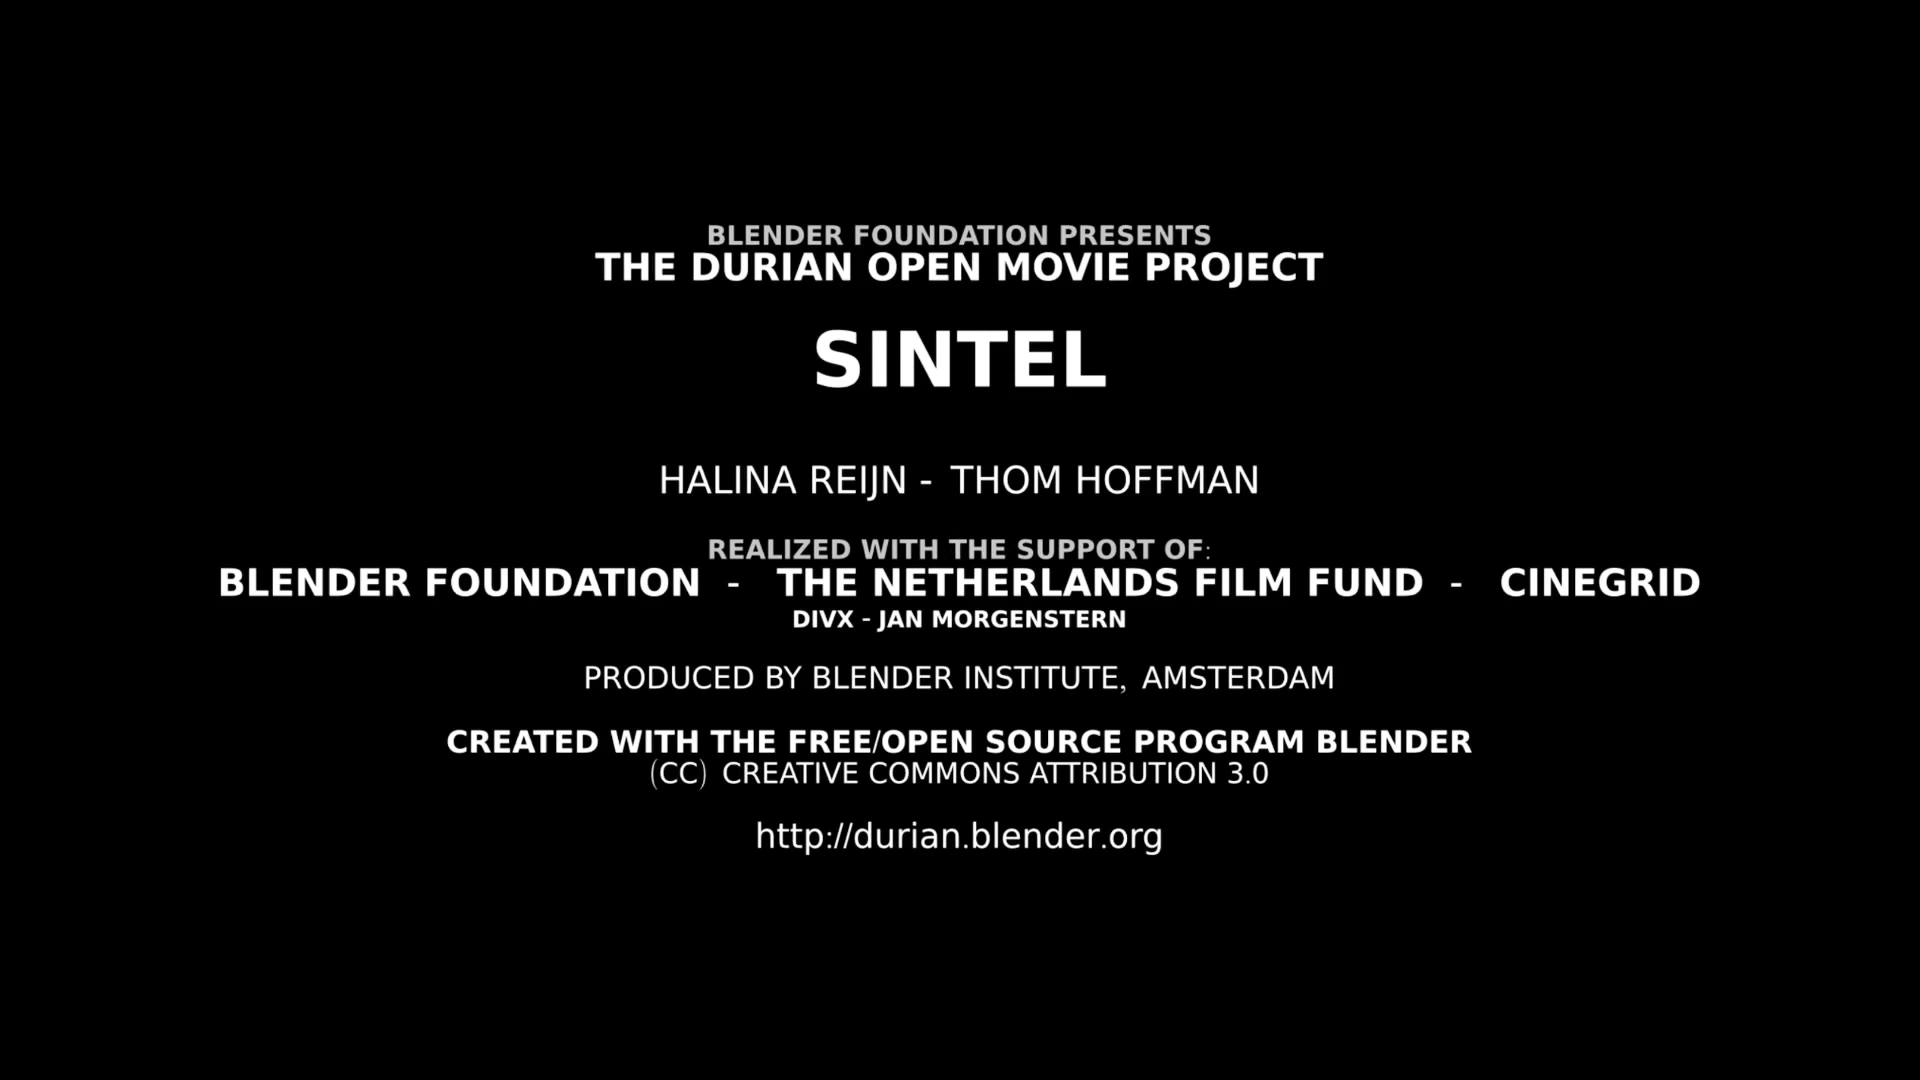 BLENDER FOUNDATION PRESENTS
THE DURIAN OPEN MOVIE PROJECT
SINTEL
HALINA REIJN - THOM HOFFMAN
REALIZED WITH THE SUPPORT OF:
BLENDER FOUNDATION - THE NETHERLANDS FILM FUND - CINEGRID
DIVX - JAN MORGENSTERN
PRODUCED BY BLENDER INSTITUTE, AMSTERDAM
CREATED WITH THE FREE/OPEN SOURCE PROGRAM BLENDER
(CC) CREATIVE COMMONS ATTRIBUTION 3.0
http://durian.blender.org